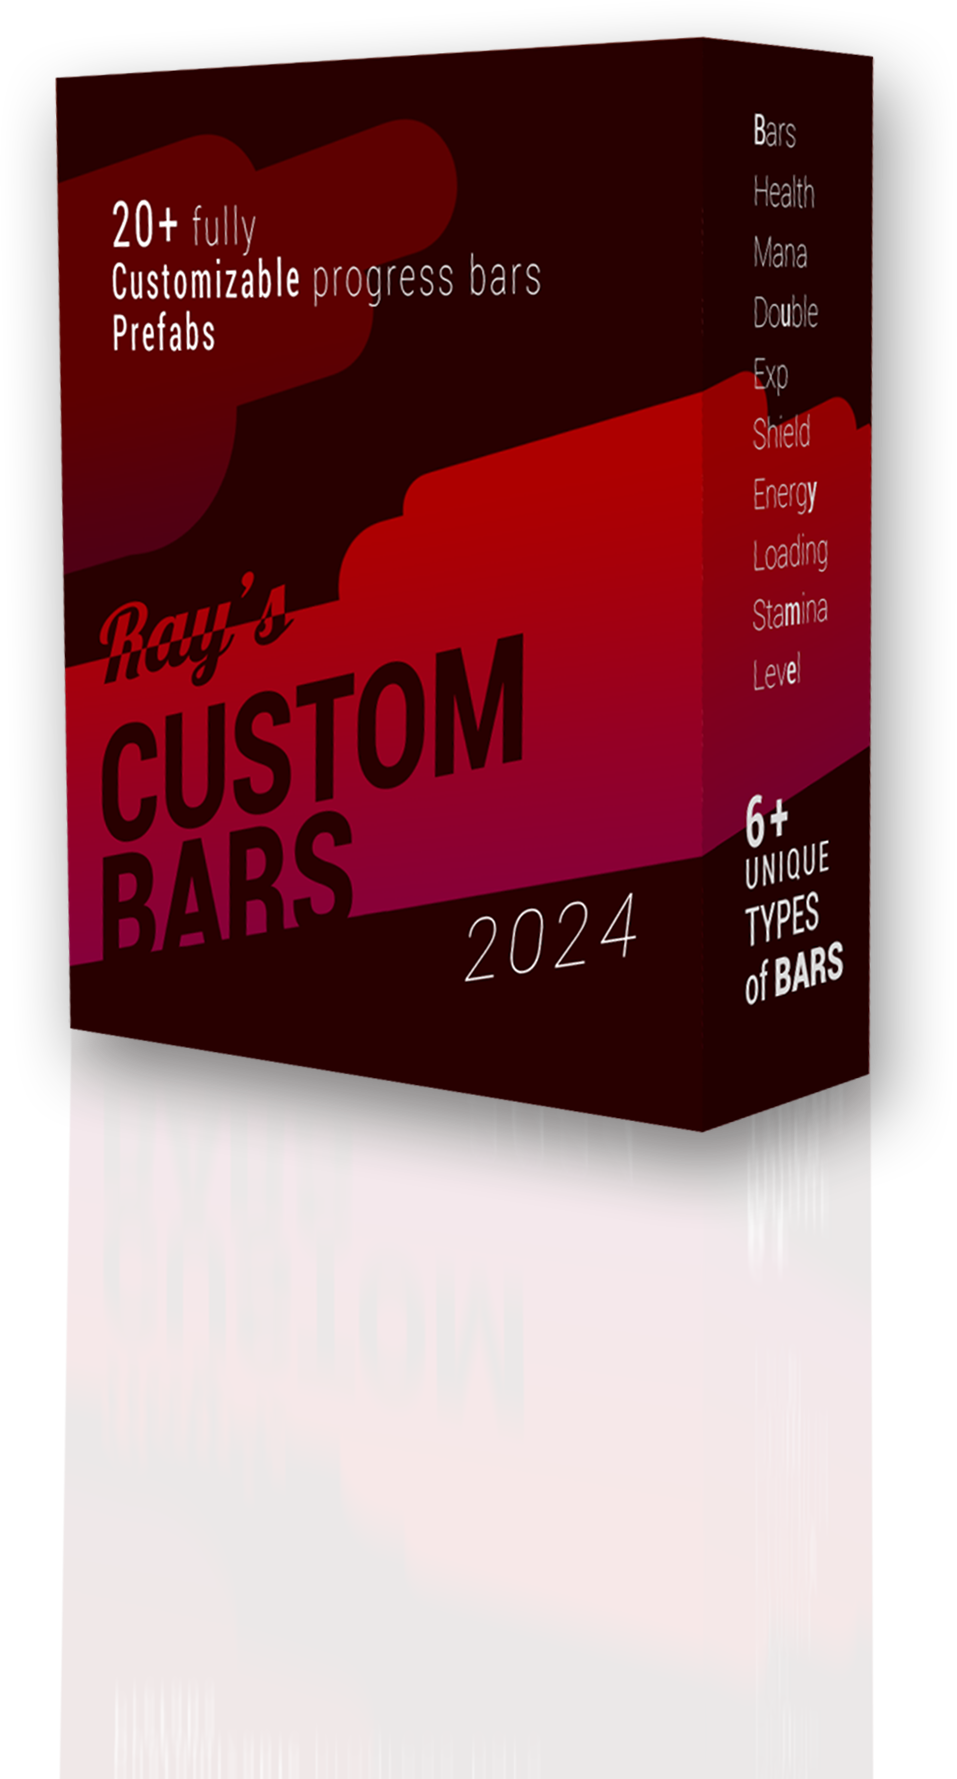 20+ fully
Customizable progress bars
Prefabs
Ray's
CUSTOM
BARS
2024
Bars
Health
Mana
Double
Exp
Shield
Energy
Loading
Stamina
Level
6+
UNIQUE
TYPES
of BARS